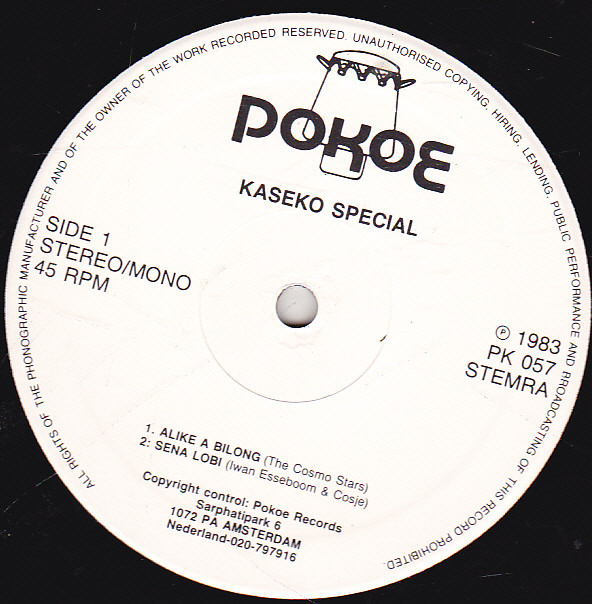 ALL RIGHTS OF THE PHONOGRAPHIC MANUFACTURER AND OF THE OWNER OF THE WORK RECORDED RESERVED. UNAUTHORISED COPYING, HIRING, LENDING, PUBLIC PERFORMANCE AND BROADCASTING OF THIS RECORD PROHIBITED.
POKOE
KASEKO SPECIAL
SIDE 1
STEREO/MONO
45 RPM
℗ 1983
PK 057
STEMRA
1. ALIKE A BILONG (The Cosmo Stars)
2: SENA LOBI (Iwan Esseboom & Cosje)
Copyright control: Pokoe Records
Sarphatipark 6
1072 PA AMSTERDAM
Nederland-020-797916